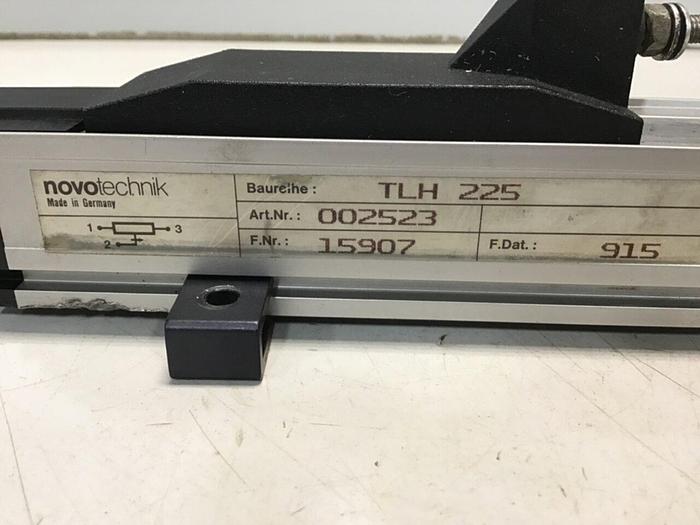 novotechnik
Made in Germany
1 3
2
Baureihe : TLH 225
Art.Nr. : 002523
F.Nr. : 15907 F.Dat. : 915